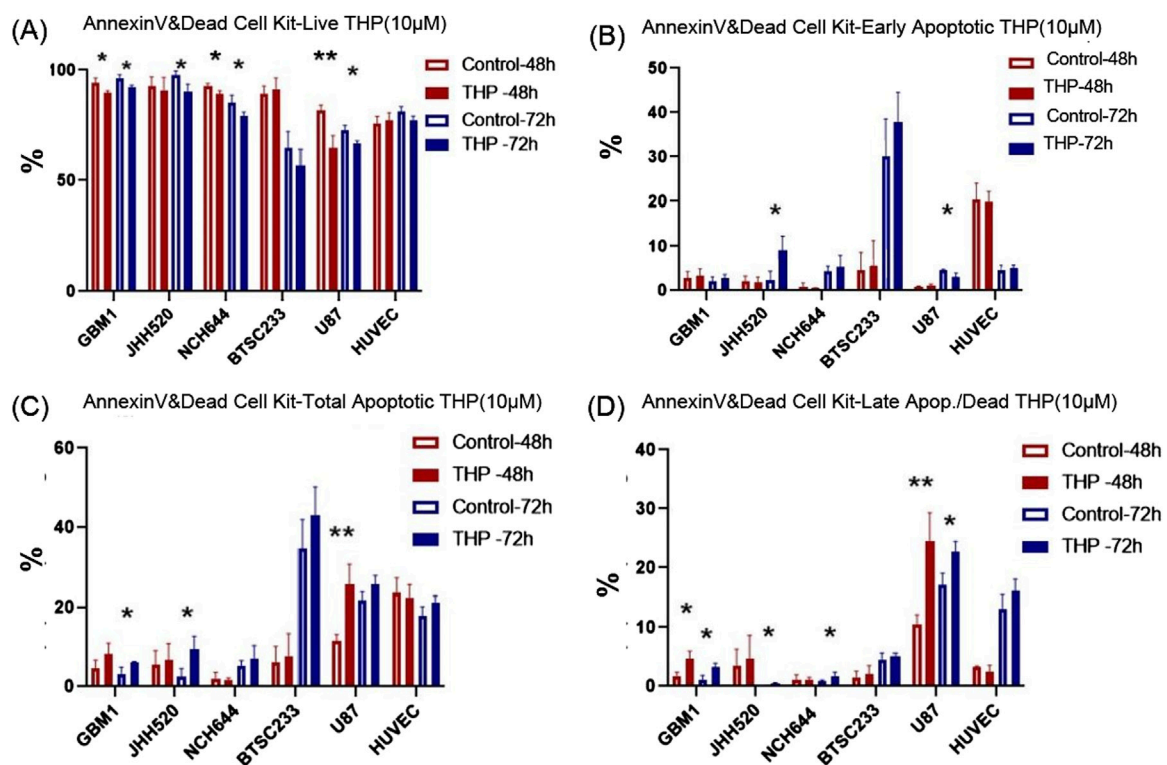 (A) AnnexinV&Dead Cell Kit-Live THP(10μM)
* * * * * ** *
Control-48h
THP -48h
Control-72h
THP -72h
%
100
50
0
GBM1 JHH520 NCH644 BTSC233 U87 HUVEC
(B) AnnexinV&Dead Cell Kit-Early Apoptotic THP(10μM)
Control-48h
THP-48h
Control-72h
THP-72h
%
50
40
30
20
10
0
* *
GBM1 JHH520 NCH644 BTSC233 U87 HUVEC
(C) AnnexinV&Dead Cell Kit-Total Apoptotic THP(10μM)
Control-48h
THP -48h
Control-72h
THP -72h
%
60
40
20
0
* * **
GBM1 JHH520 NCH644 BTSC233 U87 HUVEC
(D) AnnexinV&Dead Cell Kit-Late Apop./Dead THP(10μM)
Control-48h
THP -48h
Control-72h
THP -72h
%
40
30
20
10
0
* * * * ** *
GBM1 JHH520 NCH644 BTSC233 U87 HUVEC